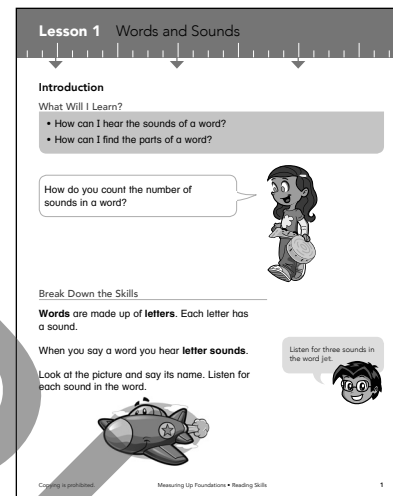 Lesson 1 Words and Sounds
Introduction
What Will I Learn?
• How can I hear the sounds of a word?
• How can I find the parts of a word?
How do you count the number of
sounds in a word?
Break Down the Skills
Words are made up of letters. Each letter has
a sound.
When you say a word you hear letter sounds.
Listen for three sounds in
the word jet.
Look at the picture and say its name. Listen for
each sound in the word.
Copying is prohibited. Measuring Up Foundations • Reading Skills 1